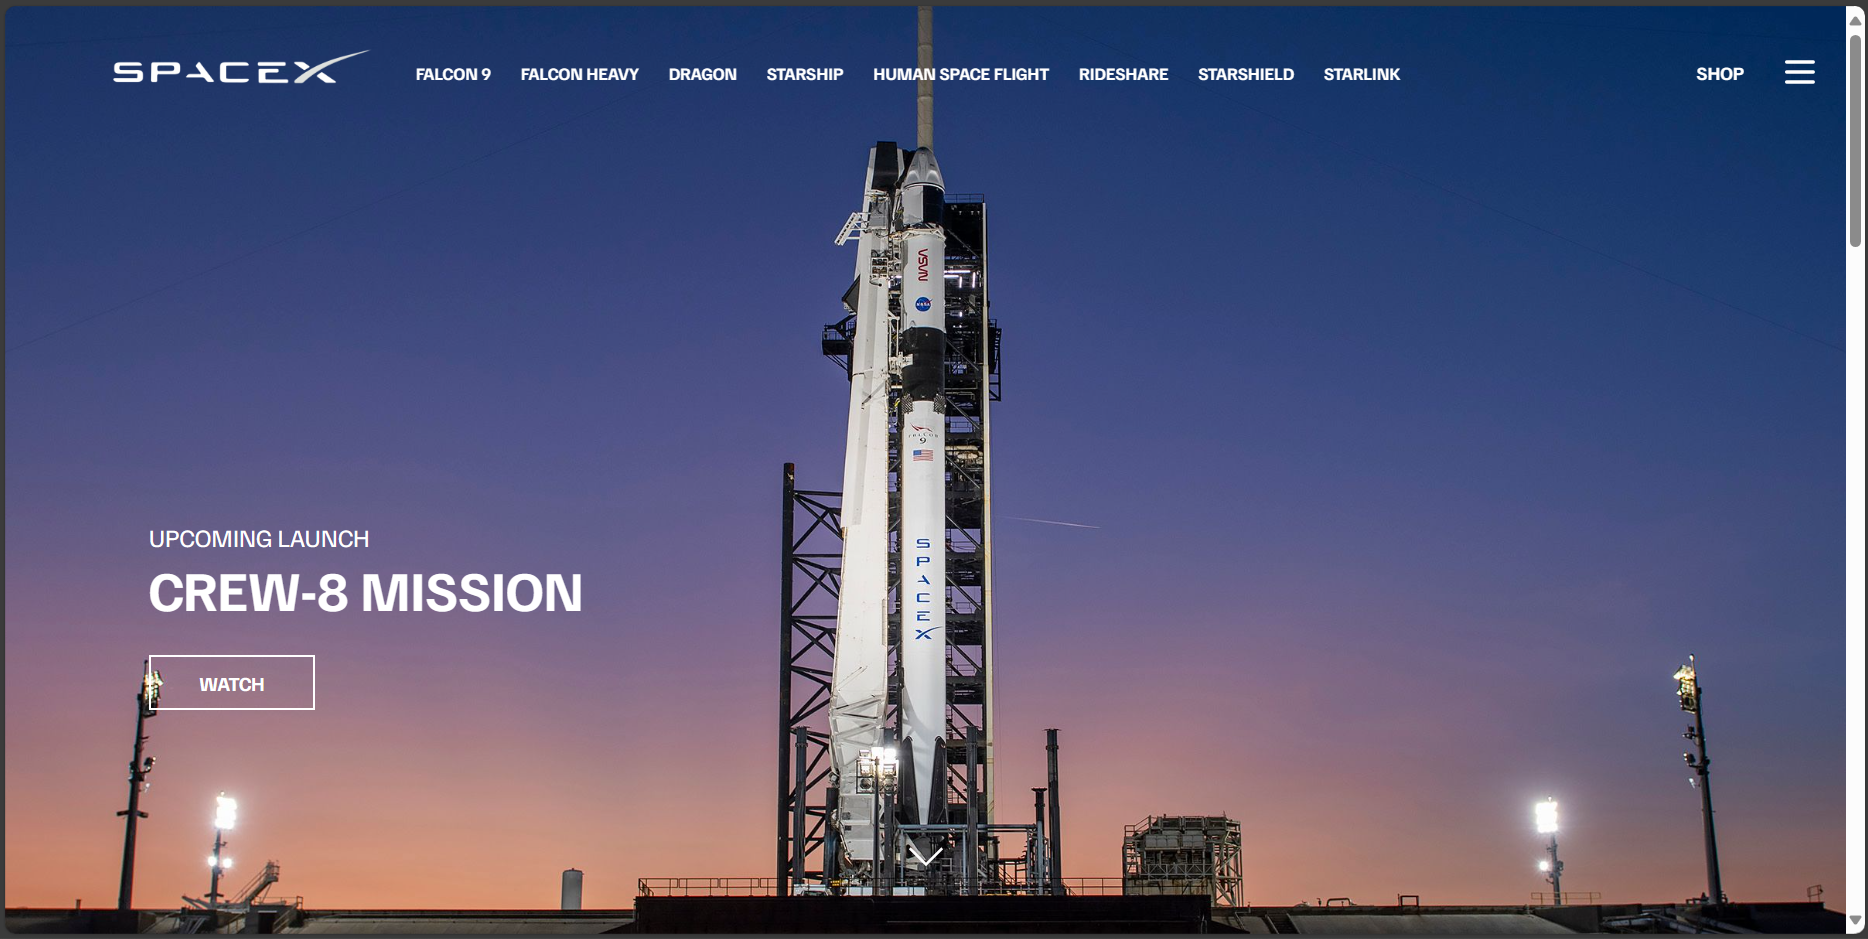 SPACEX
FALCON 9 FALCON HEAVY DRAGON STARSHIP HUMAN SPACE FLIGHT RIDESHARE STARSHIELD STARLINK SHOP
NASA
NASA
FALCON
9
SPACEX
UPCOMING LAUNCH
CREW-8 MISSION
WATCH